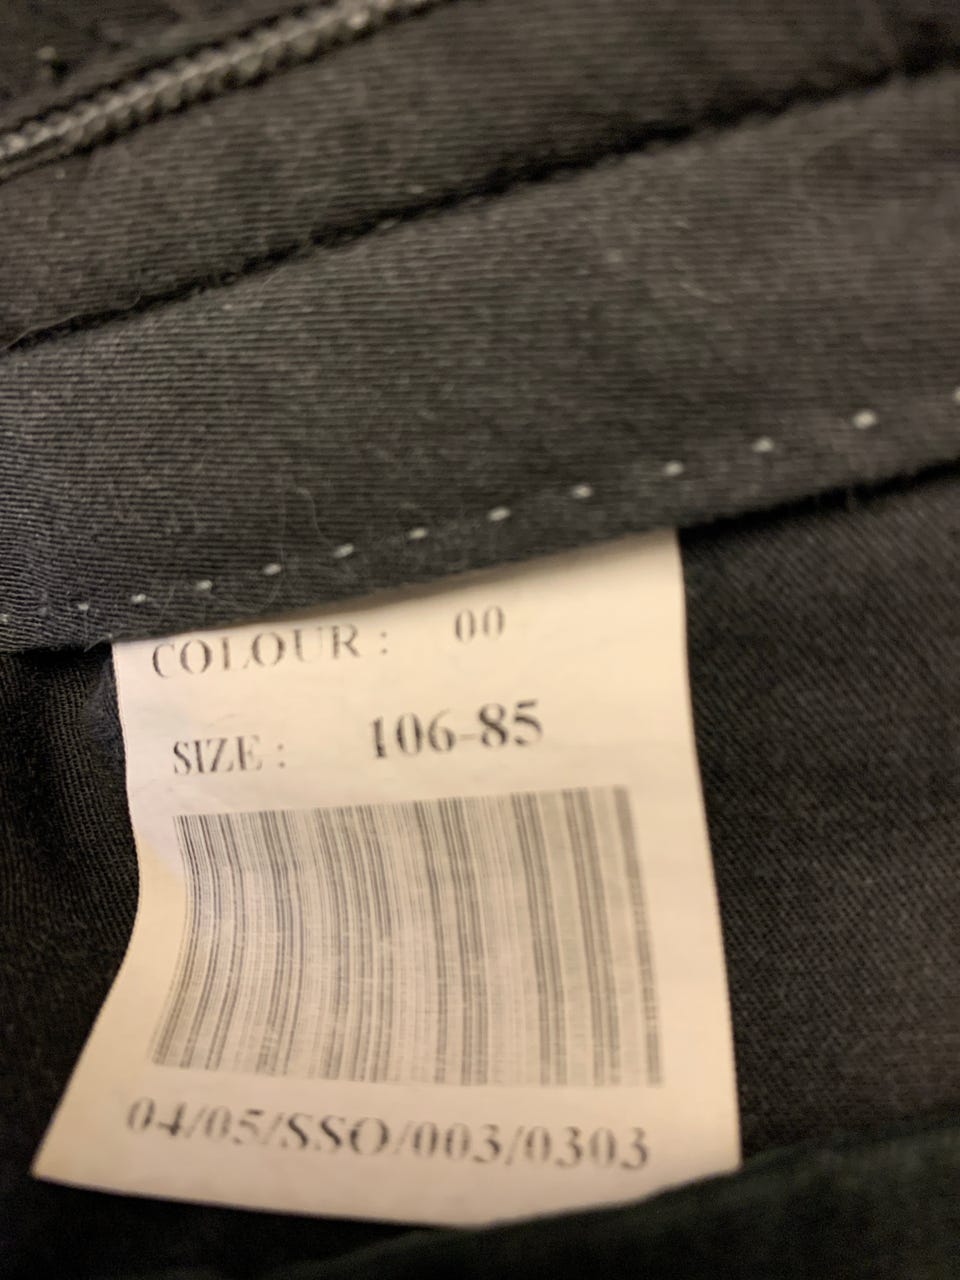 COLOUR : 00
SIZE : 106-85
04/05/SSO/003/0303